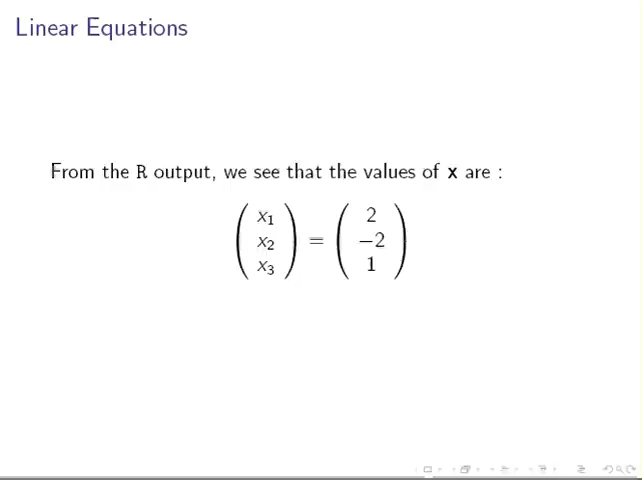 Linear Equations
From the R output, we see that the values of x are :
x₁ 2
x₂ = −2
x₃ 1